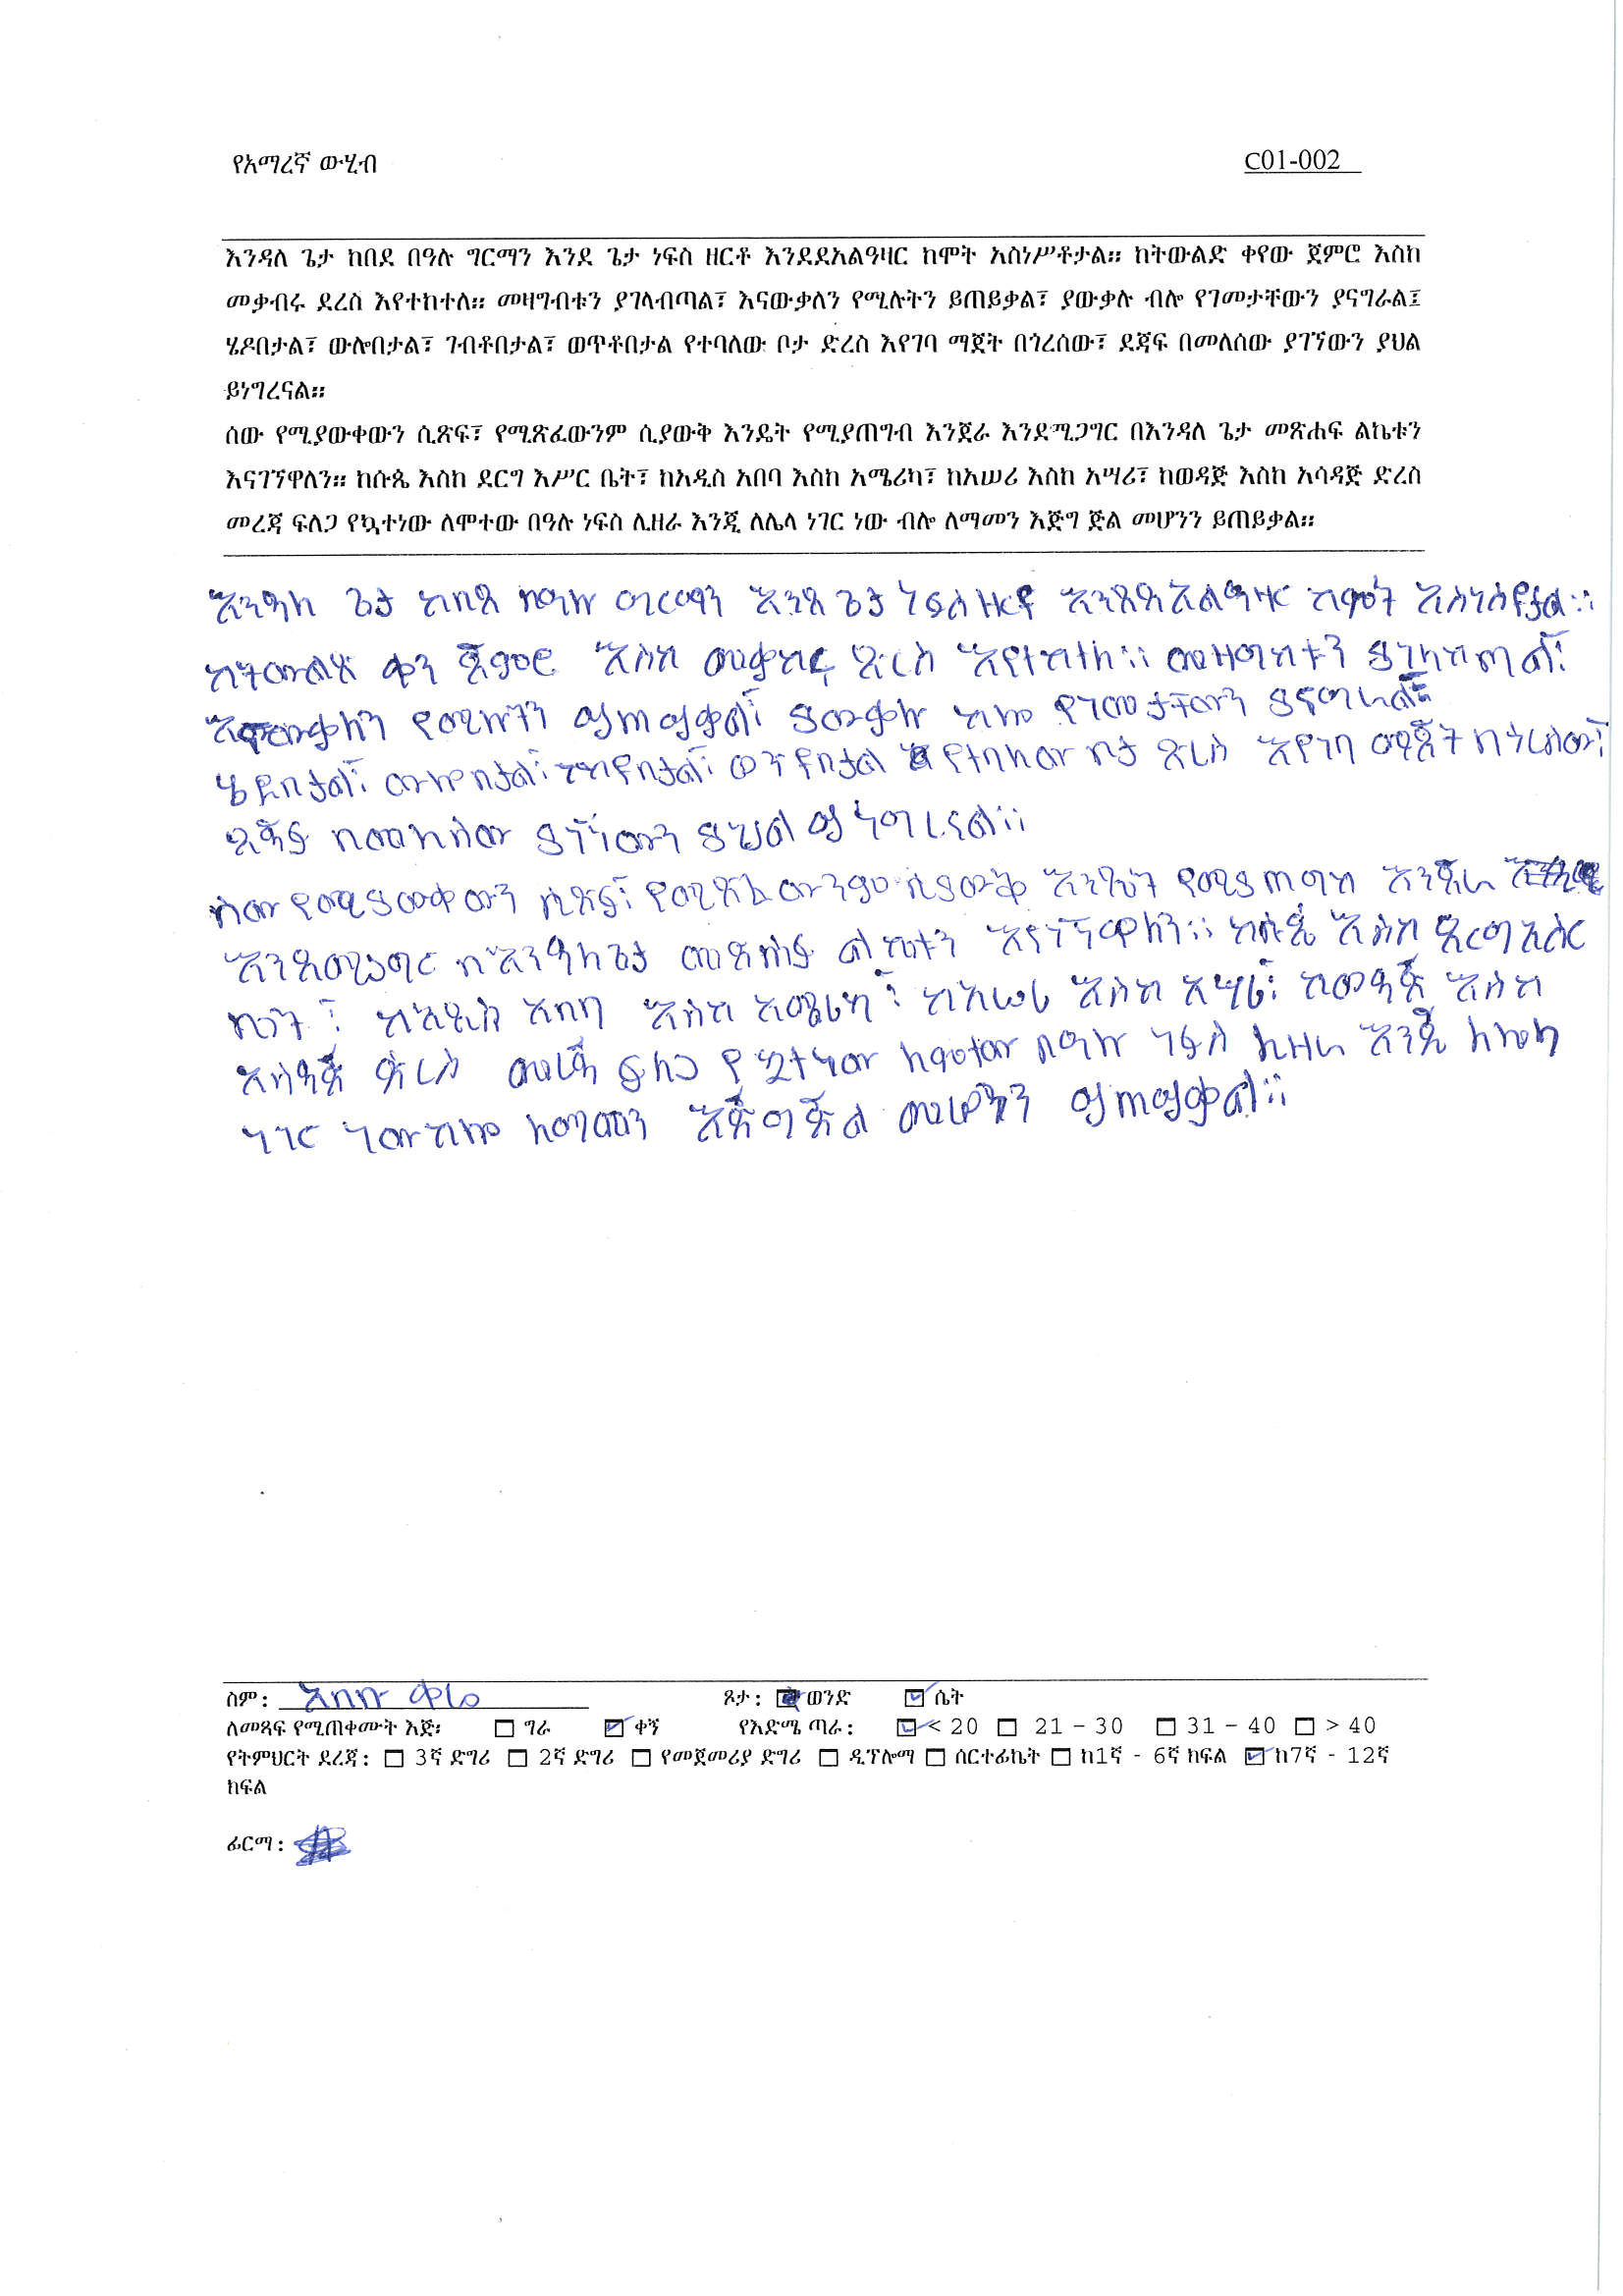 የአማረኛ ውሂብ C01-002
እንዳለ ጌታ ከበደ በዓሉ ግርማን እንደ ጌታ ነፍስ ዘርቶ እንደደአልዓዛር ከሞት አስነሥቶታል። ከትውልድ ቀየው ጀምሮ እስከ
መቃብሩ ደረስ እየተከተለ። መዛግብቱን ያገላብጣል፣ እናውቃለን የሚሉትን ይጠይቃል፣ ያውቃሉ ብሎ የገመታቸውን ያናግራል፤
ሄዶበታል፣ ውሎበታል፣ ገብቶበታል፣ ወጥቶበታል የተባለው ቦታ ድረስ እየገባ ማጀት በጎረሰው፣ ደጃፍ በመለሰው ያገኘውን ያህል
ይነግረናል።
ሰው የሚያውቀውን ሲጽፍ፣ የሚጽፈውንም ሲያውቅ እንዴት የሚያጠግብ እንጀራ እንደሚጋግር በእንዳለ ጌታ መጽሐፍ ልኬቱን
እናገኘዋለን። ከሱጴ እስከ ደርግ እሥር ቤት፣ ከአዲስ አበባ እስከ አሜሪካ፣ ከአሠሪ እስከ አሣሪ፣ ከወዳጅ እስከ አሳዳጅ ድረስ
መረጃ ፍለጋ የኳተነው ለሞተው በዓሉ ነፍስ ሊዘራ እንጂ ለሌላ ነገር ነው ብሎ ለማመን እጅግ ጅል መሆንን ይጠይቃል።
እንዳለ ጌታ ከበደ በዓሉ ግርማን እንደ ጌታ ነፍስ ዘርቶ እንደደአልዓዛር ከሞት አስነስቶታል።
ከትውልድ ቀን ጀምሮ እስከ መቃብሩ ድረስ እየተከተለ። መዛግብቱን ያገላብጣል፣
እናውቃለን የሚሉትን ይጠይቃል፣ ያውቃሉ ብሎ የገመታቸውን ያናግራል፤
ሄዶበታል፣ ውሎበታል፣ ገብቶበታል፣ ወጥቶበታል የተባለው ቦታ ድረስ እየገባ ማጀት በጎረሰው፣
ደጃፍ በመለሰው ያገኘውን ያህል ይነግረናል።
ሰው የሚያውቀውን ሲጽፍ፣ የሚጽፈውንም ሲያውቅ እንዴት የሚያጠግብ እንጀራ
እንደሚጋግር በእንዳለ ጌታ መጽሐፍ ልኬቱን እናገኘዋለን። ከሱጴ እስከ ደርግ እስር
ቤት፣ ከአዲስ አበባ እስከ አሜሪካ፣ ከአሠሪ እስከ አሣሪ፣ ከወዳጅ እስከ
አሳዳጅ ድረስ መረጃ ፍለጋ የኳተነው ለሞተው በዓሉ ነፍስ ሊዘራ እንጂ ለሌላ
ነገር ነው ብሎ ለማመን እጅግ ጅል መሆንን ይጠይቃል።
ስም: አበቡ ጾታ: ወንድ ሴት
ለመጻፍ የሚጠቀሙት እጅ፡ ግራ ቀኝ የእድሜ ጣራ: < 20 21 – 30 31 – 40 > 40
የትምህርት ደረጃ: 3ኛ ድግሪ 2ኛ ድግሪ የመጀመሪያ ድግሪ ዲፕሎማ ሰርተፊኬት ከ1ኛ - 6ኛ ክፍል ከ7ኛ - 12ኛ
ክፍል
ፊርማ: